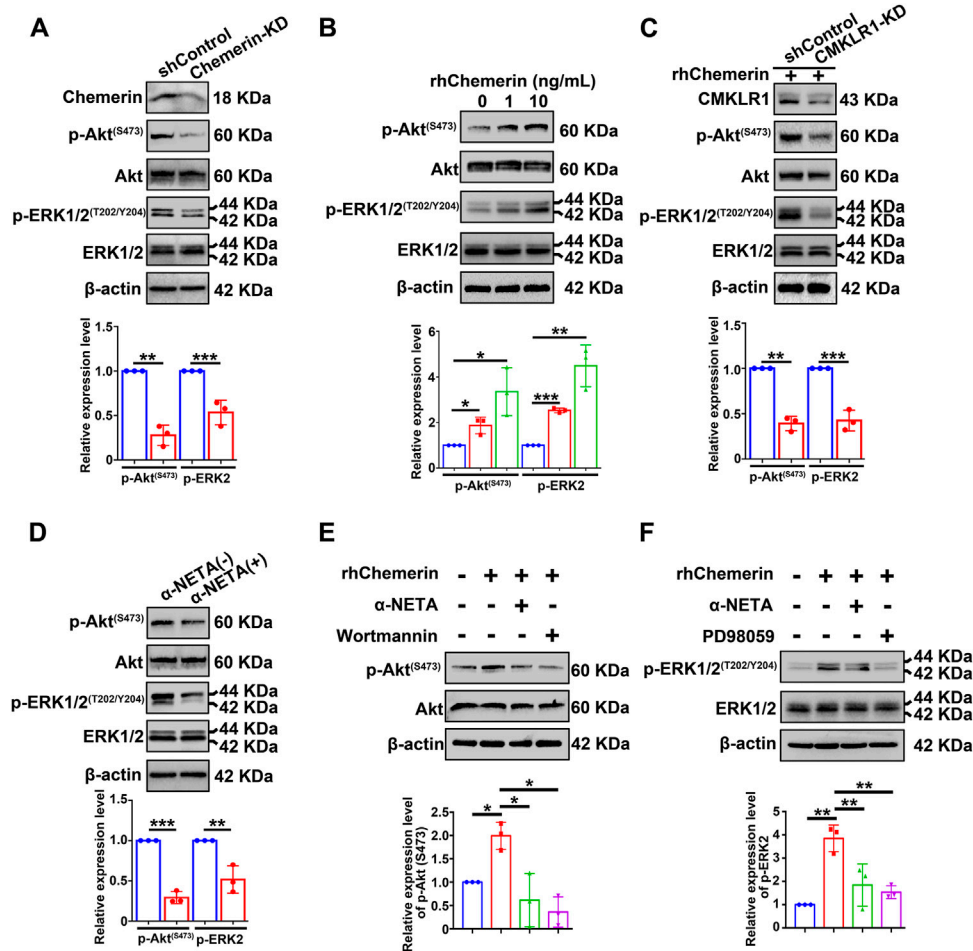 A
shControl
Chemerin-KD
Chemerin 18 KDa
p-Akt(S473) 60 KDa
Akt 60 KDa
p-ERK1/2(T202/Y204) 44 KDa
42 KDa
ERK1/2 44 KDa
42 KDa
β-actin 42 KDa
Relative expression level
1.5
1.0
0.5
0
** ***
p-Akt(S473) p-ERK2
B
rhChemerin (ng/mL)
0 1 10
p-Akt(S473) 60 KDa
Akt 60 KDa
p-ERK1/2(T202/Y204) 44 KDa
42 KDa
ERK1/2 44 KDa
42 KDa
β-actin 42 KDa
Relative expression level
6
4
2
0
* * *** **
p-Akt(S473) p-ERK2
C
shControl
CMKLR1-KD
rhChemerin + +
CMKLR1 43 KDa
p-Akt(S473) 60 KDa
Akt 60 KDa
p-ERK1/2(T202/Y204) 44 KDa
42 KDa
ERK1/2 44 KDa
42 KDa
β-actin 42 KDa
Relative expression level
1.5
1.0
0.5
0
** ***
p-Akt(S473) p-ERK2
D
α-NETA(-)
α-NETA(+)
p-Akt(S473) 60 KDa
Akt 60 KDa
p-ERK1/2(T202/Y204) 44 KDa
42 KDa
ERK1/2 44 KDa
42 KDa
β-actin 42 KDa
Relative expression level
1.5
1.0
0.5
0
*** **
p-Akt(S473) p-ERK2
E
rhChemerin - + + +
α-NETA - - + -
Wortmannin - - - +
p-Akt(S473) 60 KDa
Akt 60 KDa
β-actin 42 KDa
Relative expression level
of p-Akt (S473)
2.5
2.0
1.5
1.0
0.5
0
* * *
F
rhChemerin - + + +
α-NETA - - + -
PD98059 - - - +
p-ERK1/2(T202/Y204) 44 KDa
42 KDa
ERK1/2 44 KDa
42 KDa
β-actin 42 KDa
Relative expression level
of p-ERK2
6
4
2
0
** ** **